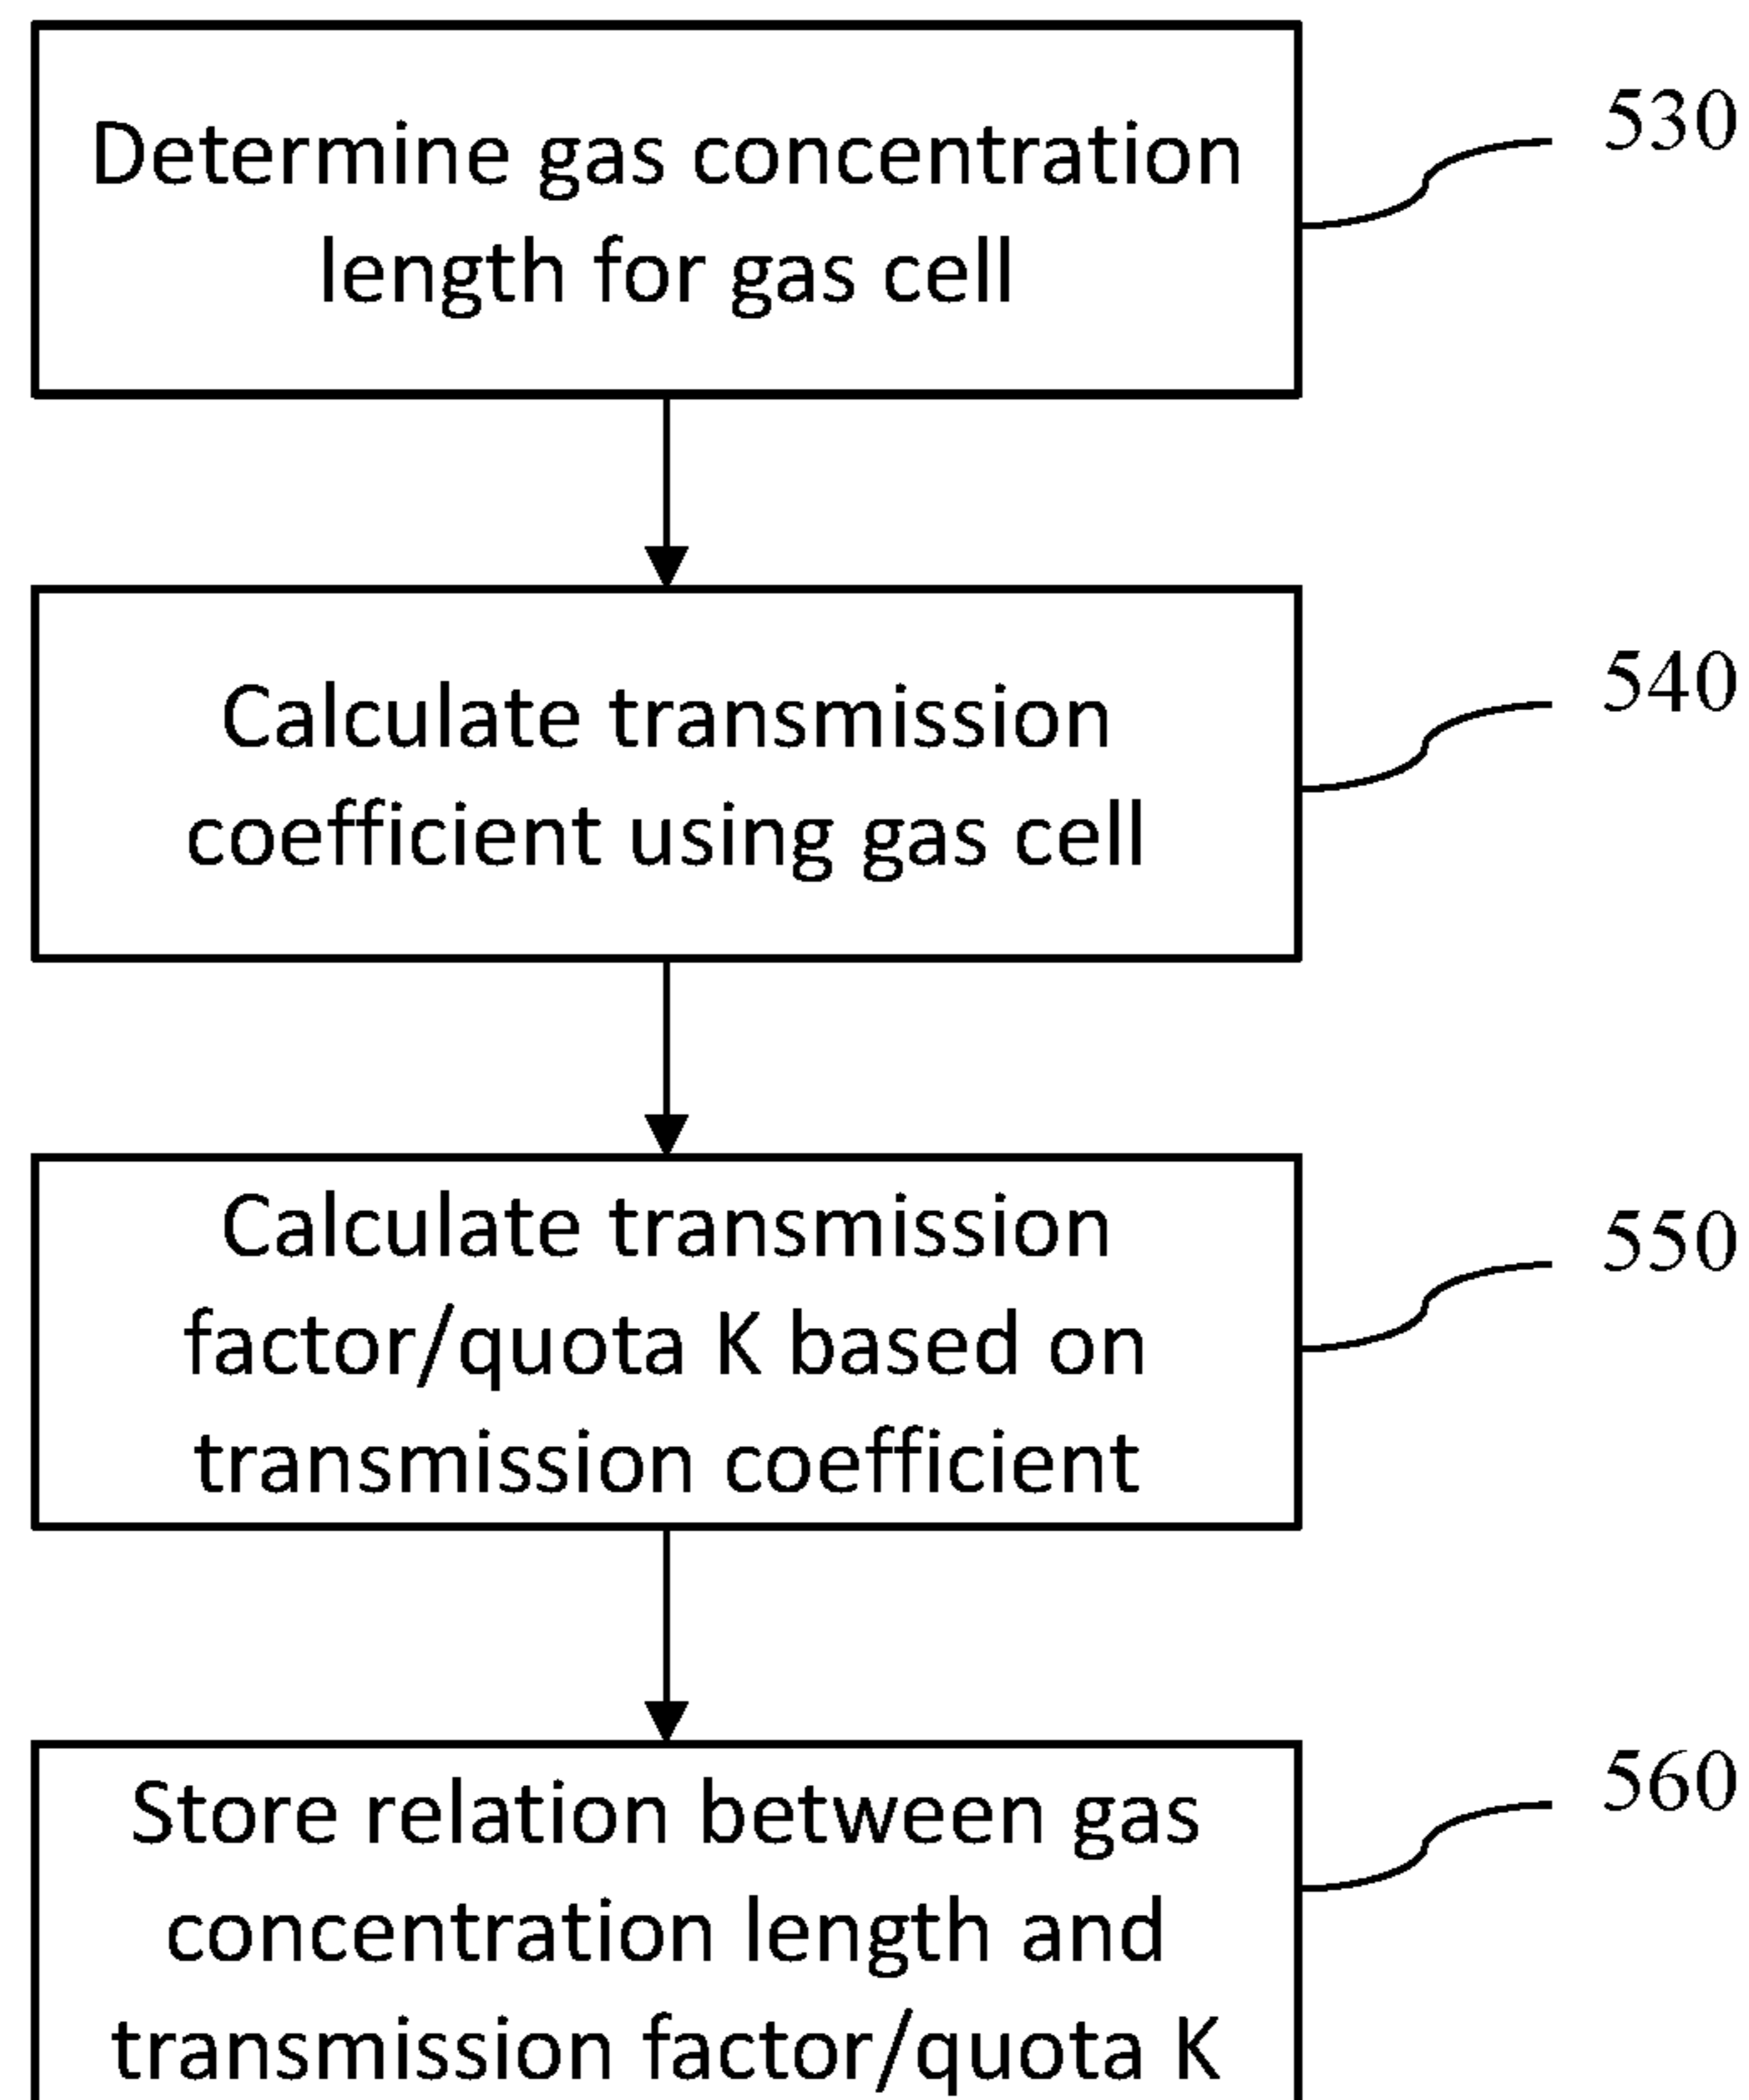 Determine gas concentration
length for gas cell
530
Calculate transmission
coefficient using gas cell
540
Calculate transmission
factor/quota K based on
transmission coefficient
550
Store relation between gas
concentration length and
transmission factor/quota K
560